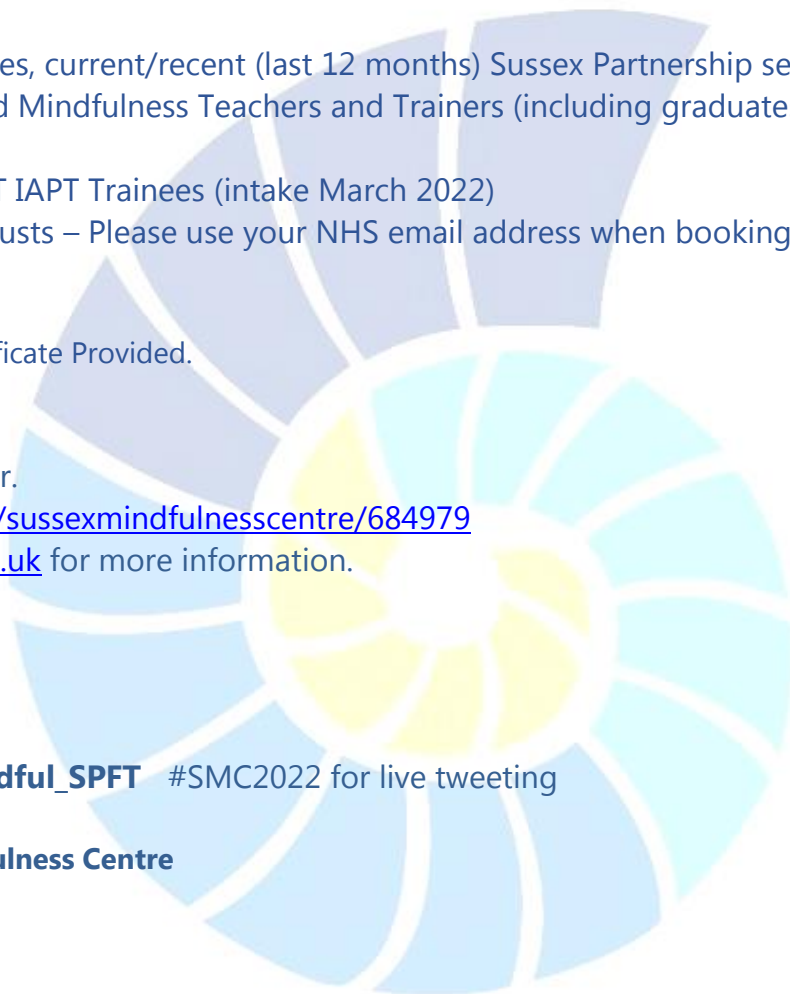 es, current/recent (last 12 months) Sussex Partnership se
d Mindfulness Teachers and Trainers (including graduate
T IAPT Trainees (intake March 2022)
usts – Please use your NHS email address when booking
ficate Provided.
r.
/sussexmindfulnesscentre/684979
.uk for more information.
dful_SPFT #SMC2022 for live tweeting
ulness Centre